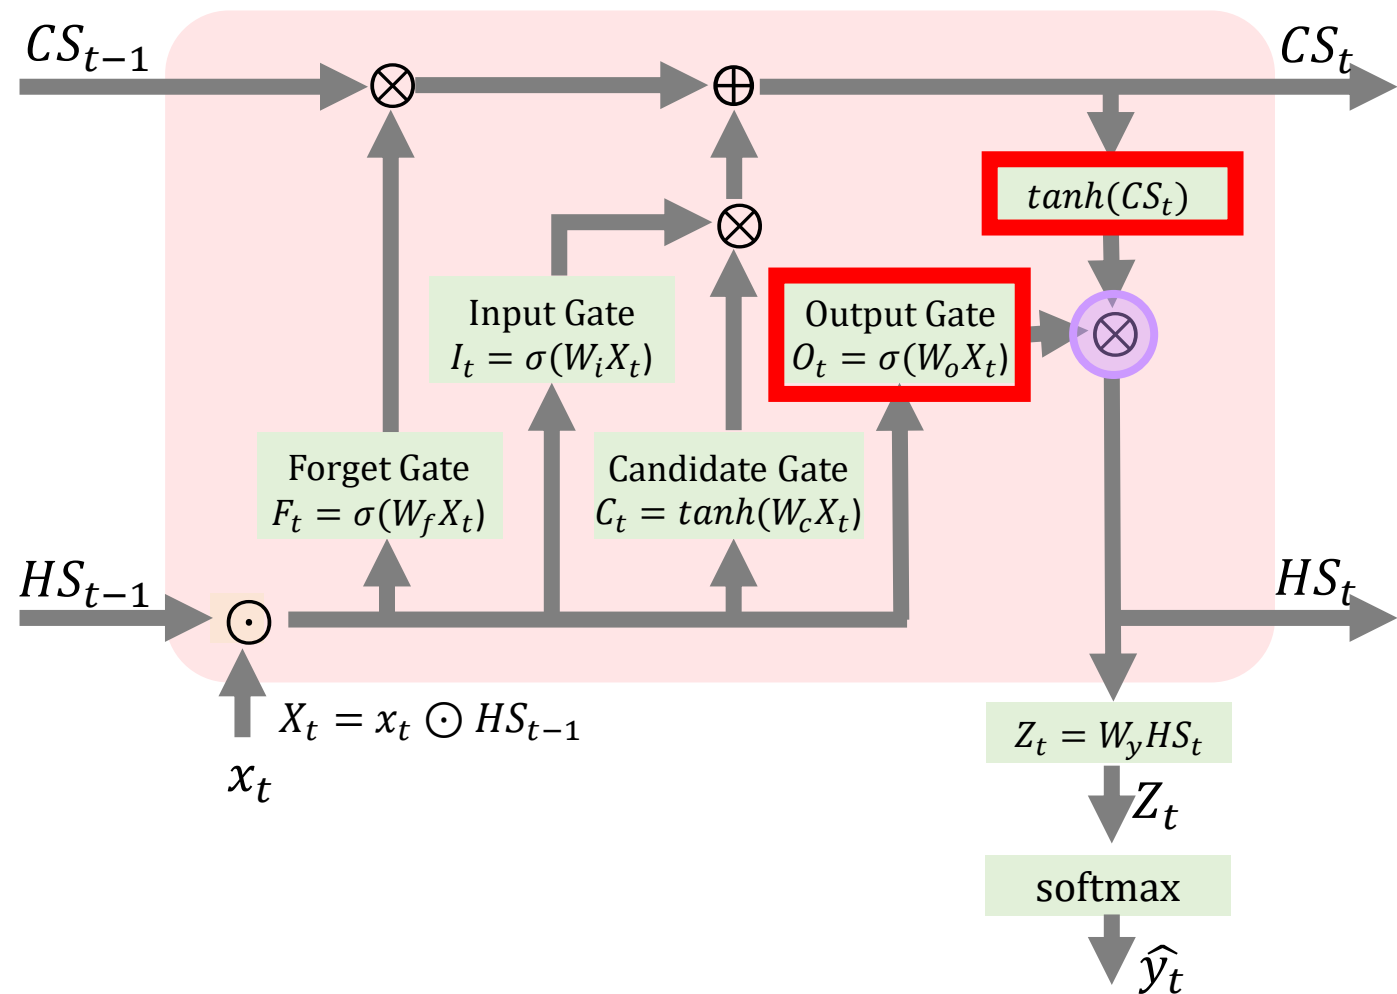 CS_{t-1}
CS_t
tanh(CS_t)
Input Gate
I_t = σ(W_i X_t)
Output Gate
O_t = σ(W_o X_t)
Forget Gate
F_t = σ(W_f X_t)
Candidate Gate
C_t = tanh(W_c X_t)
HS_{t-1}
HS_t
X_t = x_t ⊙ HS_{t-1}
x_t
Z_t = W_y HS_t
Z_t
softmax
ŷ_t